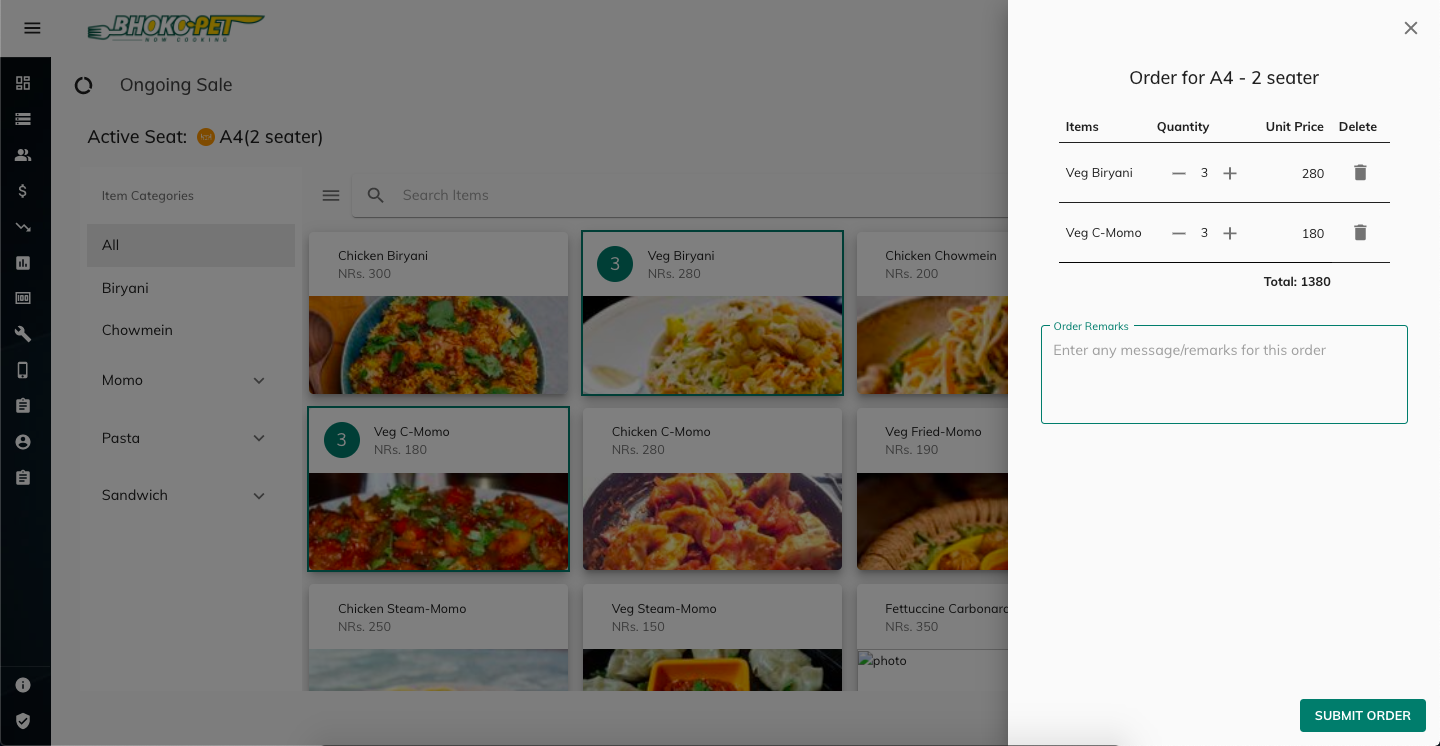 BHOKO-PET
NOW COOKING
Ongoing Sale
Active Seat: A4(2 seater)
Item Categories
All
Biryani
Chowmein
Momo
Pasta
Sandwich
Search Items
Chicken Biryani
NRs. 300
3
Veg Biryani
NRs. 280
Chicken Chowmein
NRs. 200
3
Veg C-Momo
NRs. 180
Chicken C-Momo
NRs. 280
Veg Fried-Momo
NRs. 190
Chicken Steam-Momo
NRs. 250
Veg Steam-Momo
NRs. 150
Fettuccine Carbonara
NRs. 350
photo
Order for A4 - 2 seater
Items Quantity Unit Price Delete
Veg Biryani 3 280
Veg C-Momo 3 180
Total: 1380
Order Remarks
Enter any message/remarks for this order
SUBMIT ORDER